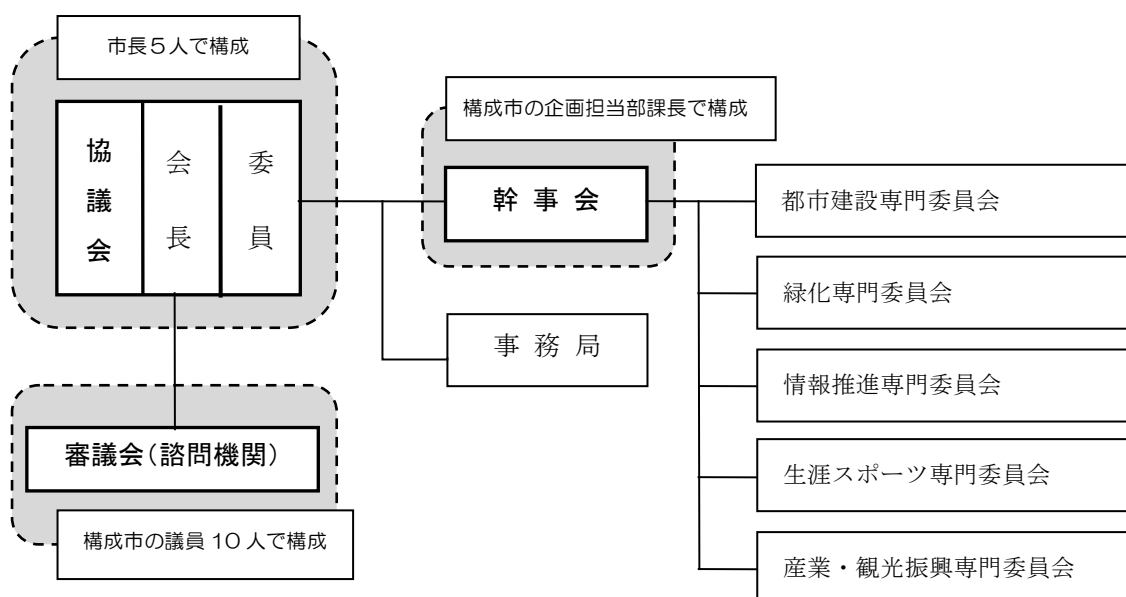 市長５人で構成
協議会
会長
委員
構成市の企画担当部課長で構成
幹 事 会
事 務 局
審議会（諮問機関）
構成市の議員 10 人で構成
都市建設専門委員会
緑化専門委員会
情報推進専門委員会
生涯スポーツ専門委員会
産業・観光振興専門委員会